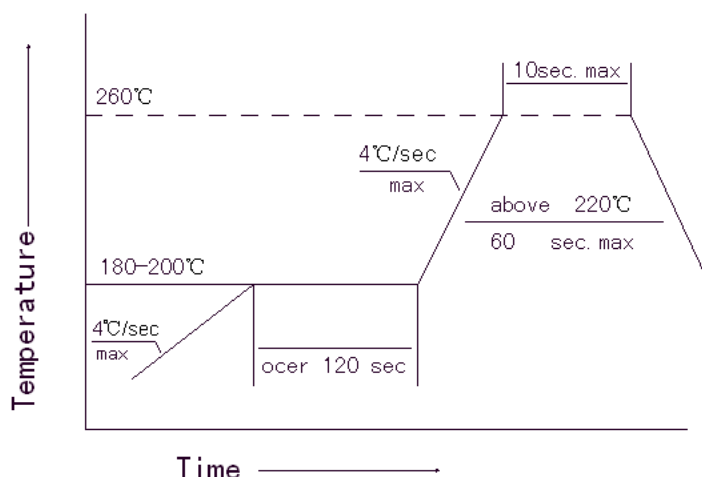 10sec. max
260℃
4℃/sec
max
above 220℃
60 sec. max
180-200℃
4℃/sec
max
ocer 120 sec
Temperature
Time